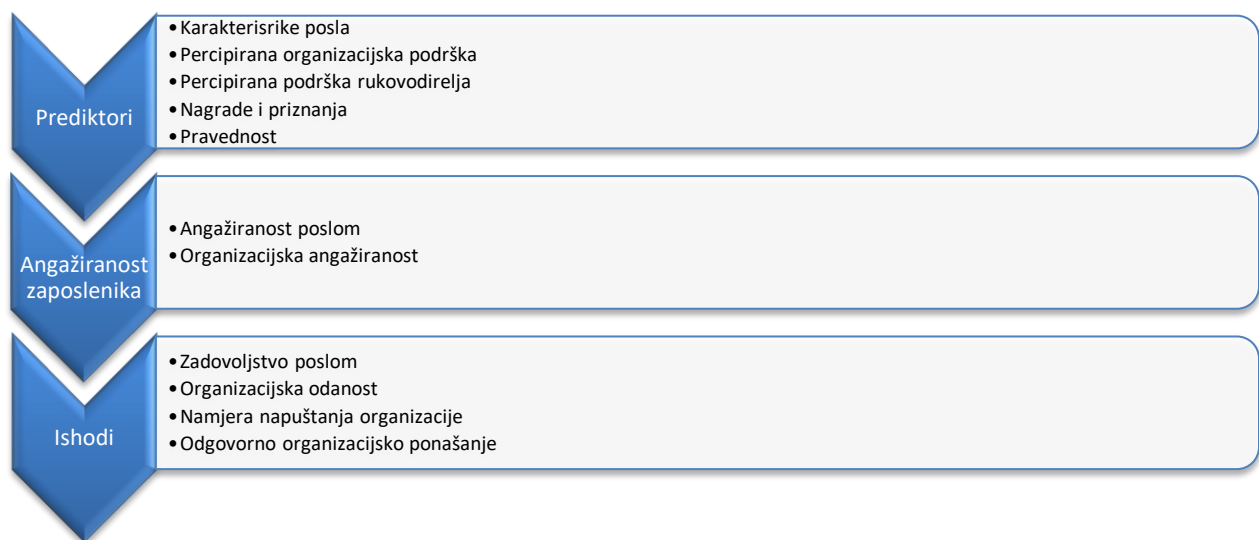 Prediktori
•Karakterisrike posla
•Percipirana organizacijska podrška
•Percipirana podrška rukovodirelja
•Nagrade i priznanja
•Pravednost
Angažiranost
zaposlenika
•Angažiranost poslom
•Organizacijska angažiranost
Ishodi
•Zadovoljstvo poslom
•Organizacijska odanost
•Namjera napuštanja organizacije
•Odgovorno organizacijsko ponašanje